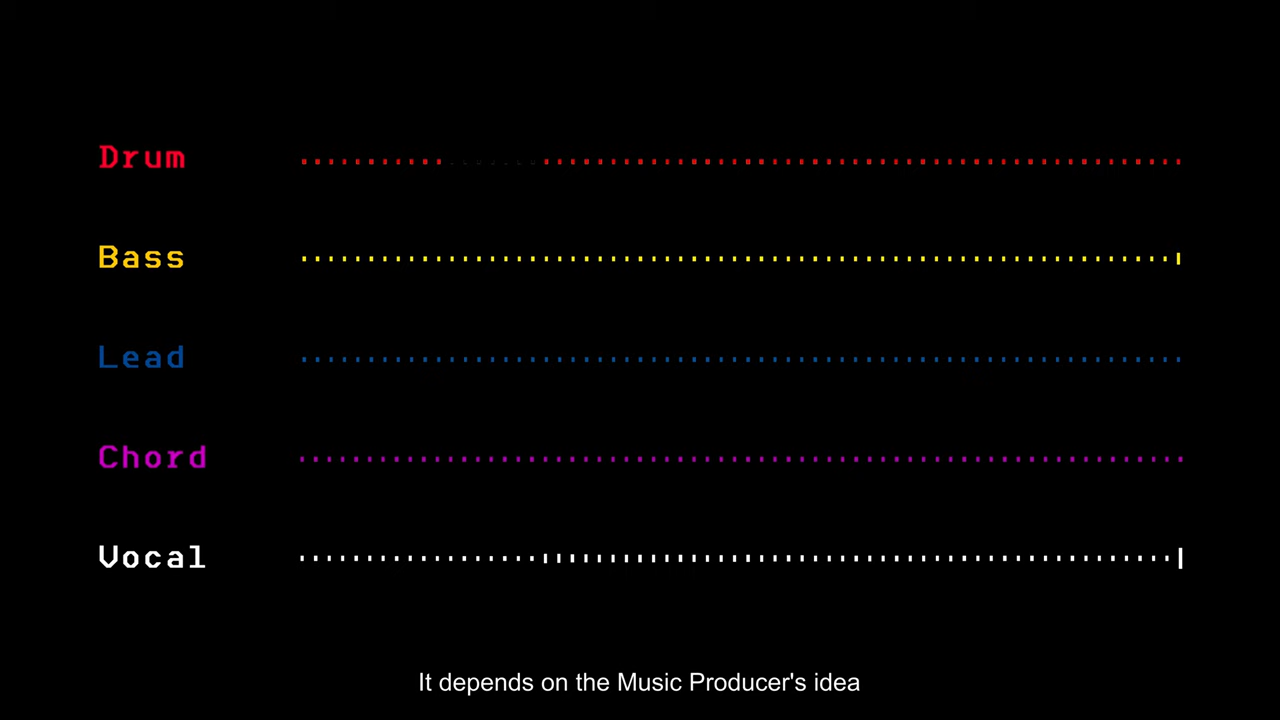 Drum
Bass
Lead
Chord
Vocal
It depends on the Music Producer's idea